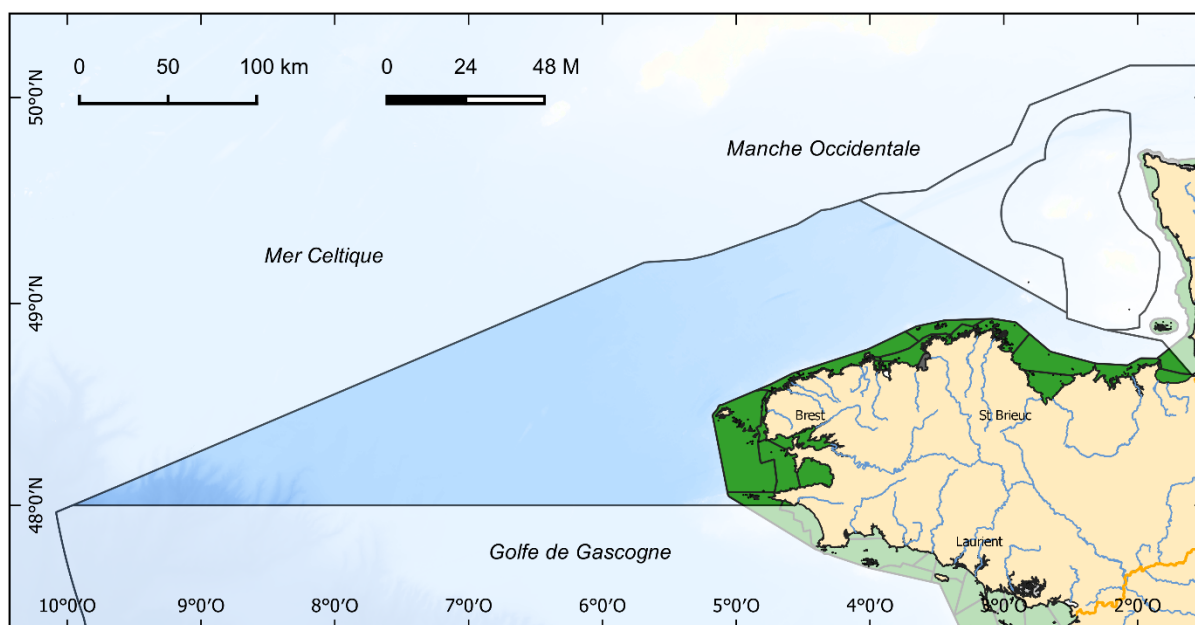 0 50 100 km
0 24 48 M
50°0'N
Manche Occidentale
Mer Celtique
49°0'N
Brest
St Brieuc
48°0'N
Golfe de Gascogne
Laurient
10°0'O 9°0'O 8°0'O 7°0'O 6°0'O 5°0'O 4°0'O 3°0'O 2°0'O